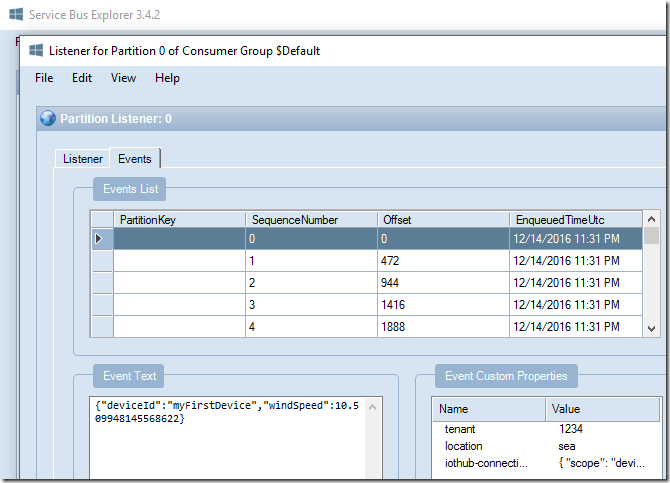 Service Bus Explorer 3.4.2
Listener for Partition 0 of Consumer Group $Default
File Edit View Help
Partition Listener: 0
Listener Events
Events List
PartitionKey SequenceNumber Offset EnqueuedTimeUtc
0 0 12/14/2016 11:31 PM
1 472 12/14/2016 11:31 PM
2 944 12/14/2016 11:31 PM
3 1416 12/14/2016 11:31 PM
4 1888 12/14/2016 11:31 PM
Event Text Event Custom Properties
{"deviceId":"myFirstDevice","windSpeed":10.5
09948145568622}
Name Value
tenant 1234
location sea
iothub-connecti... { "scope": "devi...